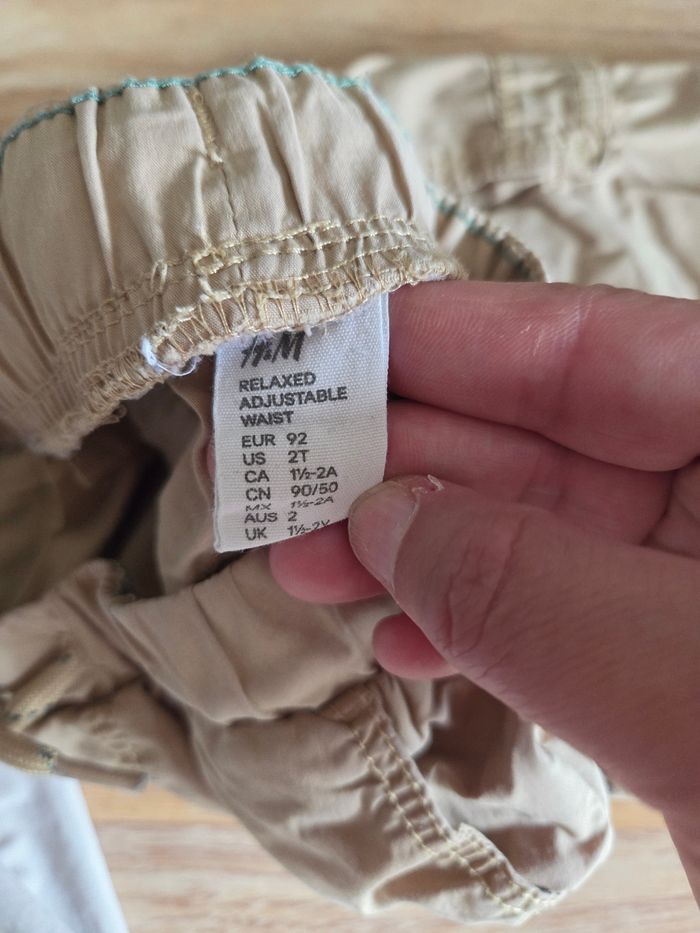 H&M
RELAXED
ADJUSTABLE
WAIST
EUR 92
US 2T
CA 1½-2A
CN 90/50
MX 1½-2A
AUS 2
UK 1½-2Y